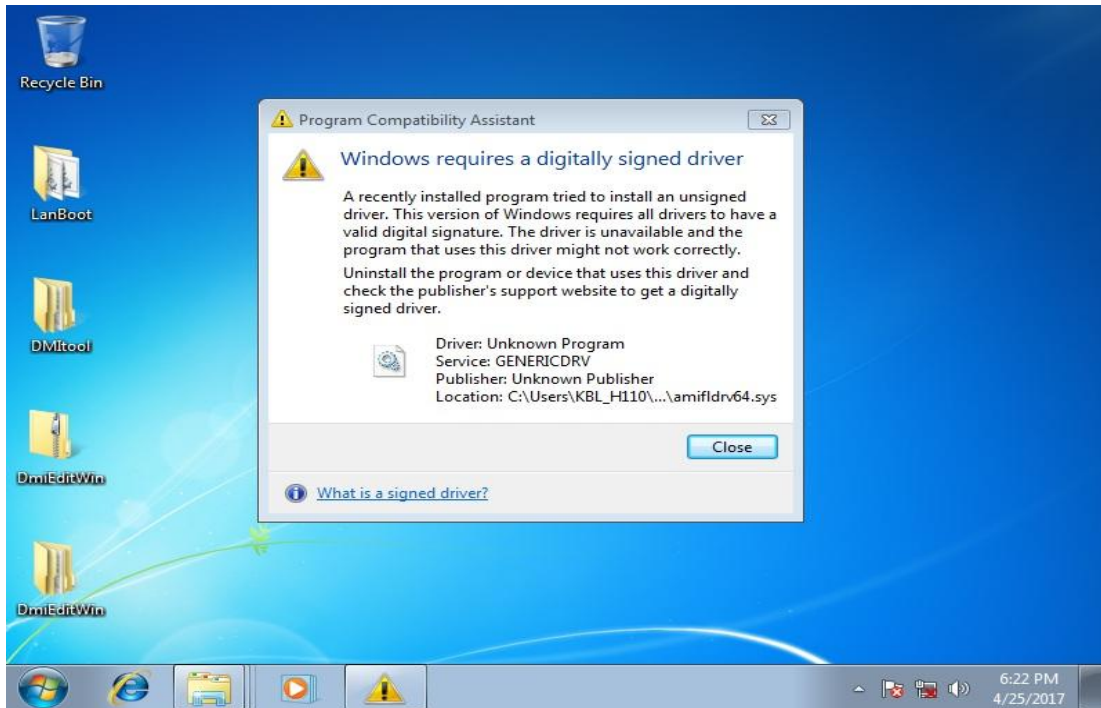 Recycle Bin
LanBoot
DMItool
DmiEditWin
DmiEditWin
Program Compatibility Assistant
Windows requires a digitally signed driver
A recently installed program tried to install an unsigned
driver. This version of Windows requires all drivers to have a
valid digital signature. The driver is unavailable and the
program that uses this driver might not work correctly.
Uninstall the program or device that uses this driver and
check the publisher's support website to get a digitally
signed driver.
Driver: Unknown Program
Service: GENERICDRV
Publisher: Unknown Publisher
Location: C:\Users\KBL_H110\...\amifldrv64.sys
Close
What is a signed driver?
6:22 PM
4/25/2017